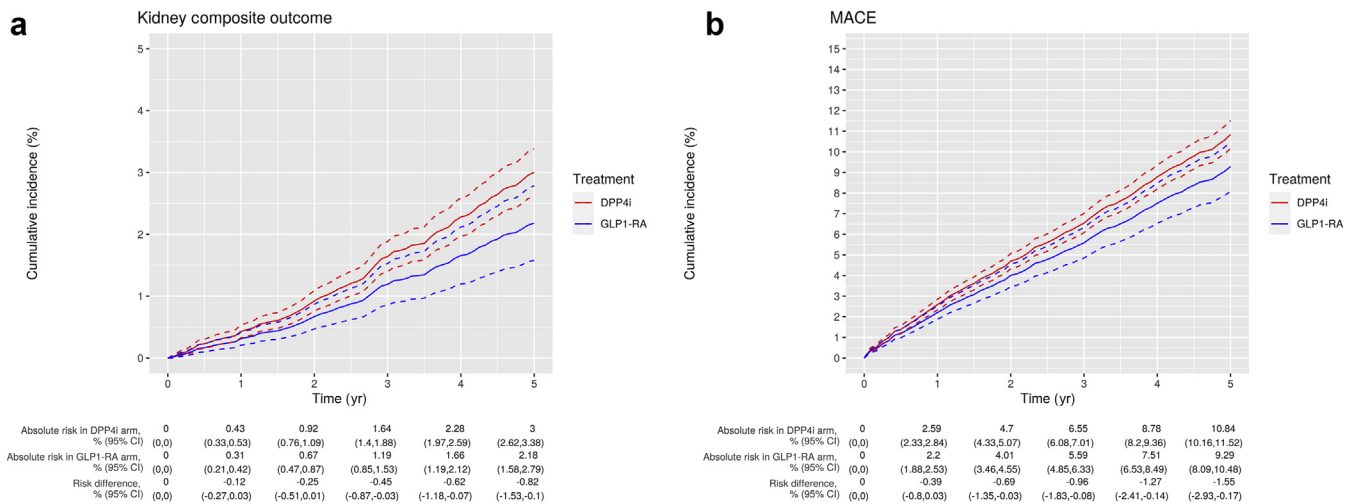 a
Kidney composite outcome
5
4
3
2
1
0
Cumulative incidence (%)
0 1 2 3 4 5
Time (yr)
Treatment
DPP4i
GLP1-RA
Absolute risk in DPP4i arm, 0 0.43 0.92 1.64 2.28 3
% (95% CI) (0,0) (0.33,0.53) (0.76,1.09) (1.4,1.88) (1.97,2.59) (2.62,3.38)
Absolute risk in GLP1-RA arm, 0 0.31 0.67 1.19 1.66 2.18
% (95% CI) (0,0) (0.21,0.42) (0.47,0.87) (0.85,1.53) (1.19,2.12) (1.58,2.79)
Risk difference, 0 -0.12 -0.25 -0.45 -0.62 -0.82
% (95% CI) (0,0) (-0.27,0.03) (-0.51,0.01) (-0.87,-0.03) (-1.18,-0.07) (-1.53,-0.1)
b
MACE
15
14
13
12
11
10
9
8
7
6
5
4
3
2
1
0
Cumulative incidence (%)
0 1 2 3 4 5
Time (yr)
Treatment
DPP4i
GLP1-RA
Absolute risk in DPP4i arm, 0 2.59 4.7 6.55 8.78 10.84
% (95% CI) (0,0) (2.33,2.84) (4.33,5.07) (6.08,7.01) (8.2,9.36) (10.16,11.52)
Absolute risk in GLP1-RA arm, 0 2.2 4.01 5.59 7.51 9.29
% (95% CI) (0,0) (1.88,2.53) (3.46,4.55) (4.85,6.33) (6.53,8.49) (8.09,10.48)
Risk difference, 0 -0.39 -0.69 -0.96 -1.27 -1.55
% (95% CI) (0,0) (-0.8,0.03) (-1.35,-0.03) (-1.83,-0.08) (-2.41,-0.14) (-2.93,-0.17)